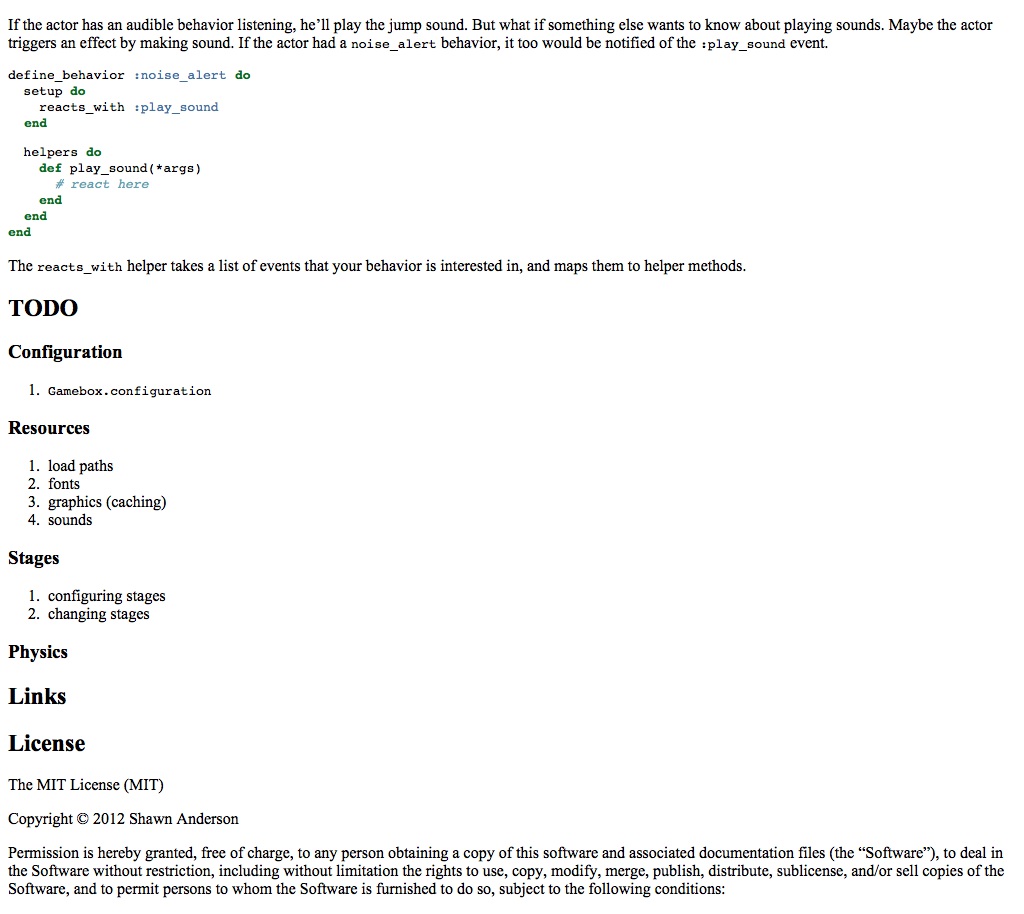 If the actor has an audible behavior listening, he’ll play the jump sound. But what if something else wants to know about playing sounds. Maybe the actor
triggers an effect by making sound. If the actor had a noise_alert behavior, it too would be notified of the :play_sound event.
define_behavior :noise_alert do
  setup do
    reacts_with :play_sound
  end
  helpers do
    def play_sound(*args)
      # react here
    end
  end
end
The reacts_with helper takes a list of events that your behavior is interested in, and maps them to helper methods.
TODO
Configuration
1. Gamebox.configuration
Resources
1. load paths
2. fonts
3. graphics (caching)
4. sounds
Stages
1. configuring stages
2. changing stages
Physics
Links
License
The MIT License (MIT)
Copyright © 2012 Shawn Anderson
Permission is hereby granted, free of charge, to any person obtaining a copy of this software and associated documentation files (the “Software”), to deal in
the Software without restriction, including without limitation the rights to use, copy, modify, merge, publish, distribute, sublicense, and/or sell copies of the
Software, and to permit persons to whom the Software is furnished to do so, subject to the following conditions: